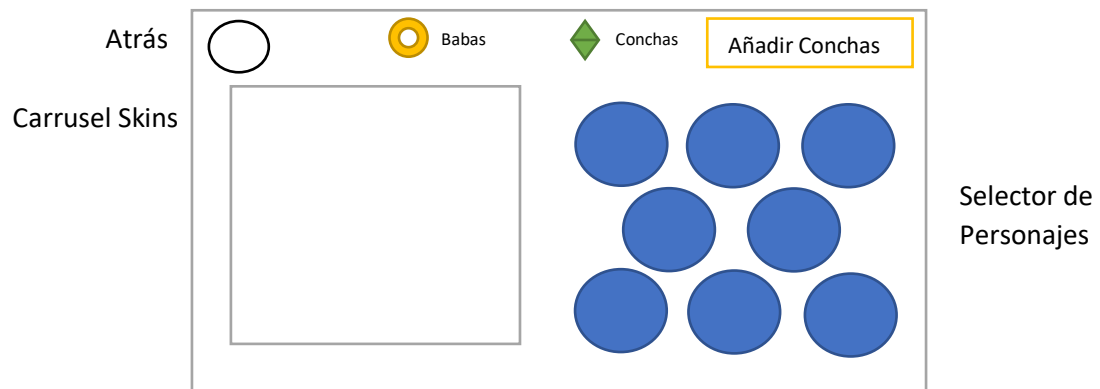 Atrás
Babas
Conchas
Añadir Conchas
Carrusel Skins
Selector de
Personajes